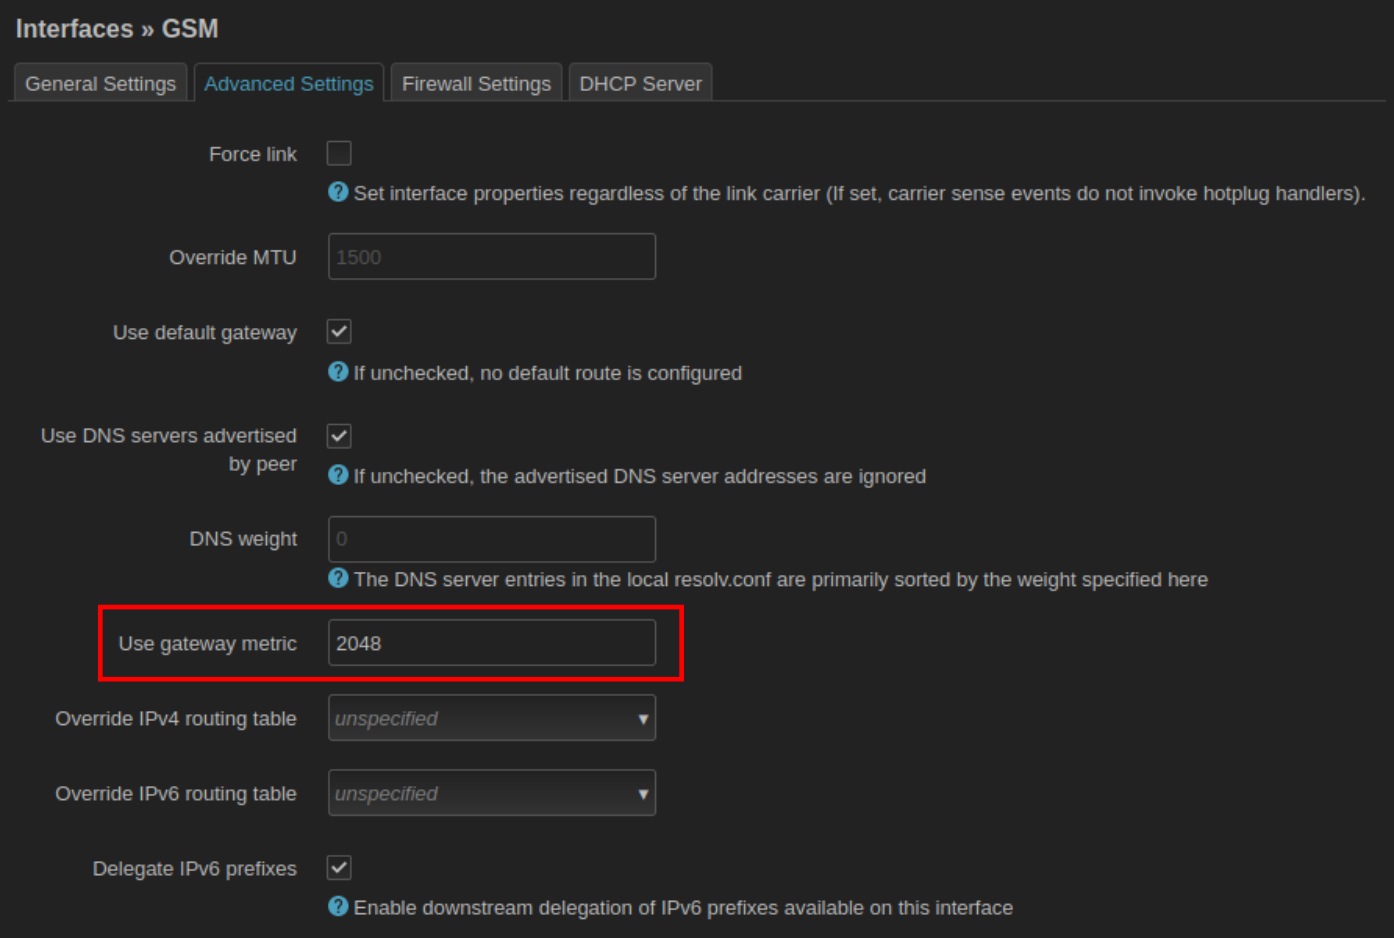 Interfaces » GSM
General Settings
Advanced Settings
Firewall Settings
DHCP Server
Force link
Set interface properties regardless of the link carrier (If set, carrier sense events do not invoke hotplug handlers).
Override MTU
1500
Use default gateway
If unchecked, no default route is configured
Use DNS servers advertised
by peer
If unchecked, the advertised DNS server addresses are ignored
DNS weight
0
The DNS server entries in the local resolv.conf are primarily sorted by the weight specified here
Use gateway metric
2048
Override IPv4 routing table
unspecified
Override IPv6 routing table
unspecified
Delegate IPv6 prefixes
Enable downstream delegation of IPv6 prefixes available on this interface